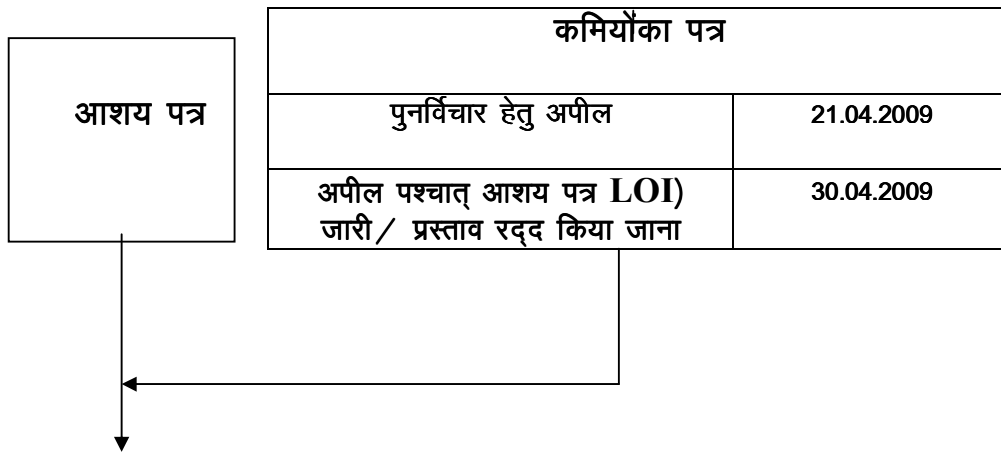 कमियोंका पत्र
आशय पत्र
पुनर्विचार हेतु अपील 21.04.2009
अपील पश्चात् आशय पत्र LOI) 30.04.2009
जारी/ प्रस्ताव रद्द किया जाना